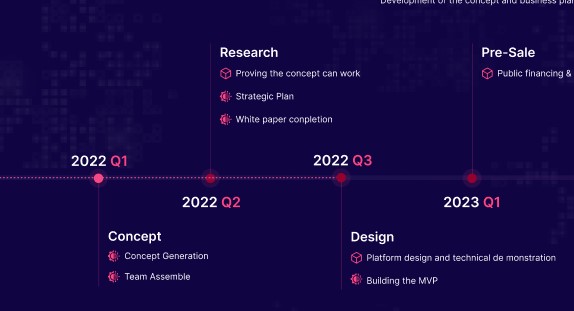 Development of the concept and business plan
Research
Proving the concept can work
Strategic Plan
White paper conpletion
Pre-Sale
Public financing &
2022 Q1
2022 Q3
2022 Q2
2023 Q1
Concept
Concept Generation
Team Assemble
Design
Platform design and technical de monstration
Building the MVP